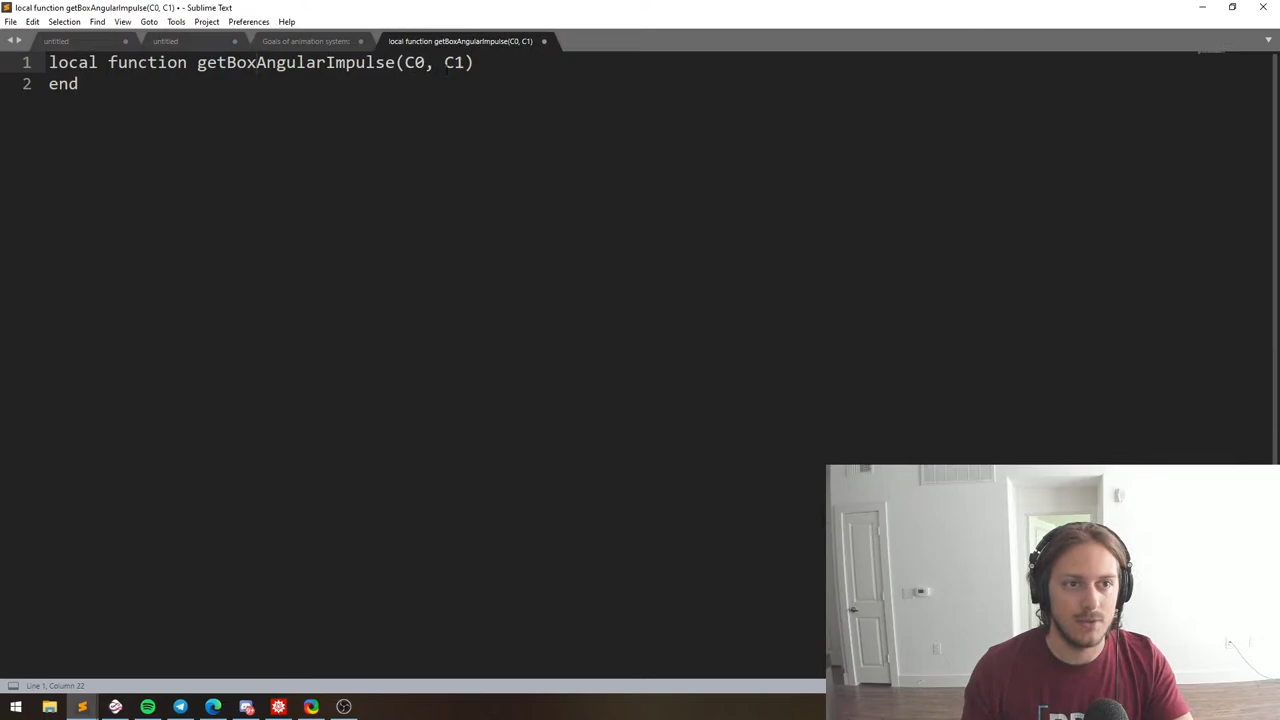 local function getBoxAngularImpulse(C0, C1) • - Sublime Text
File Edit Selection Find View Goto Tools Project Preferences Help
untitled untitled Goals of animation system: local function getBoxAngularImpulse(C0, C1)
1 local function getBoxAngularImpulse(C0, C1)
2 end
Line 1, Column 22